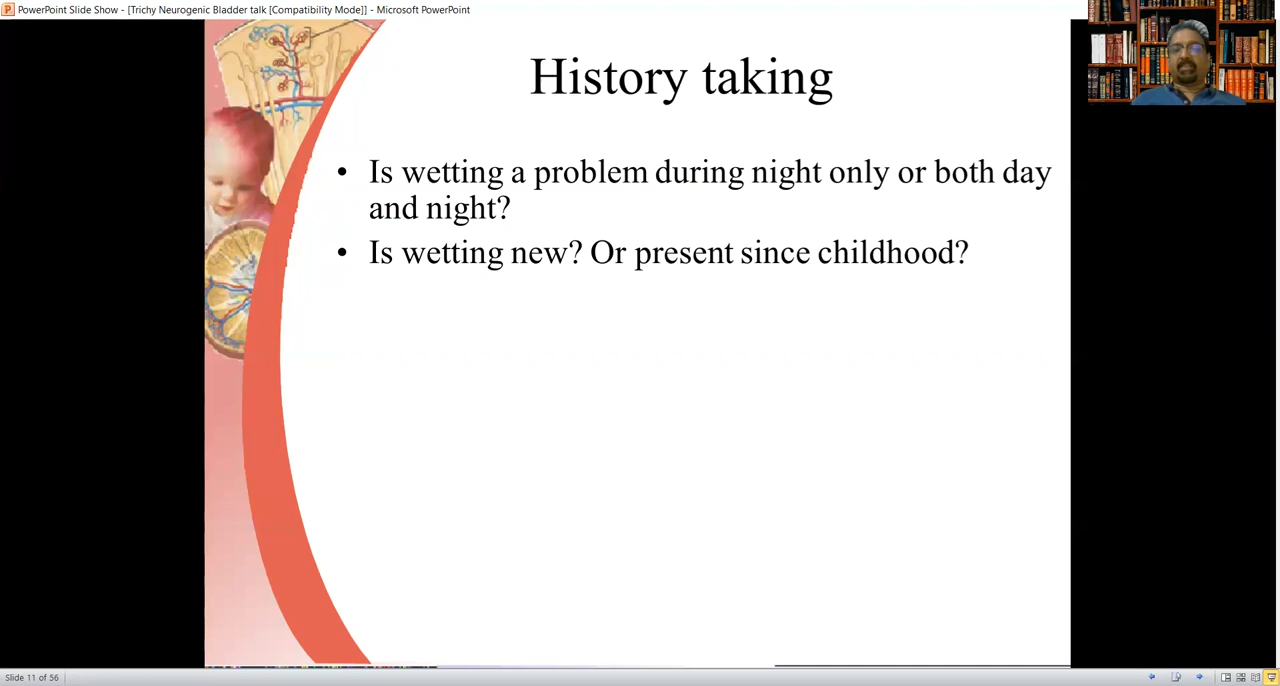 PowerPoint Slide Show - [Trichy Neurogenic Bladder talk [Compatibility Mode]] - Microsoft PowerPoint
History taking
• Is wetting a problem during night only or both day
and night?
• Is wetting new? Or present since childhood?
Slide 11 of 56